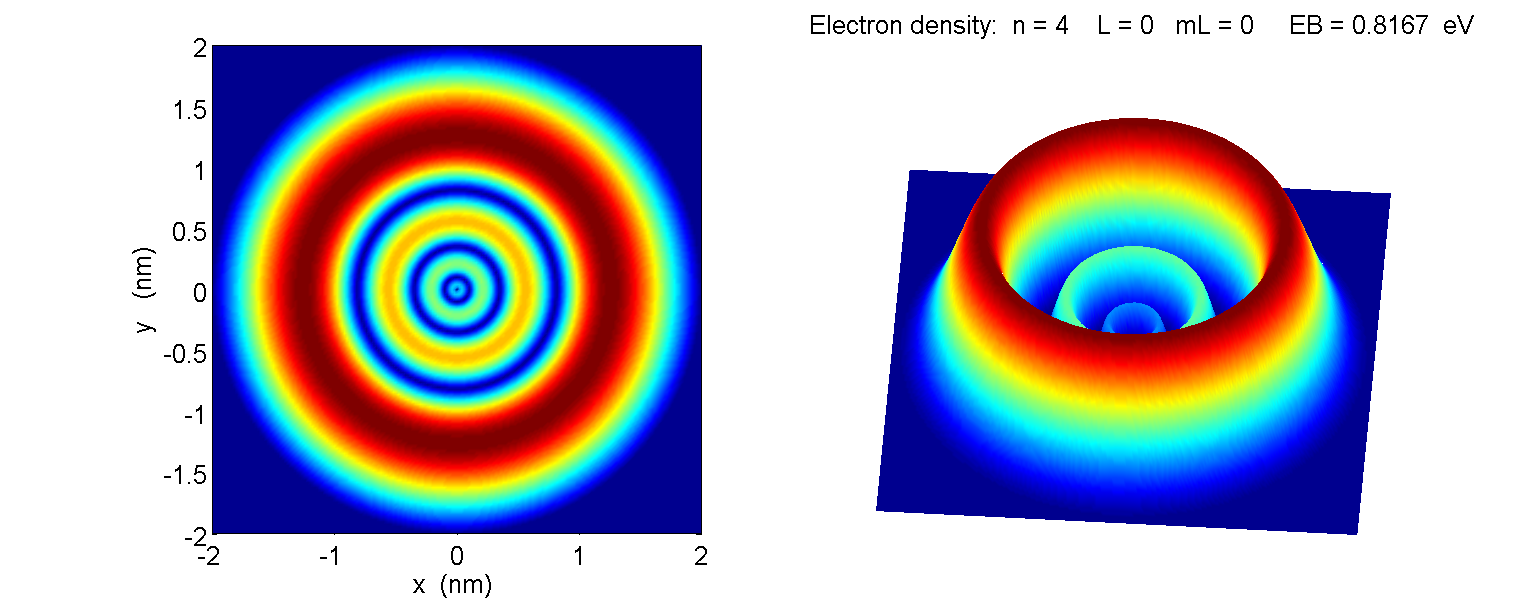 Electron density: n = 4 L = 0 mL = 0 EB = 0.8167 eV
2
1.5
1
0.5
0
-0.5
-1
-1.5
-2
y (nm)
-2 -1 0 1 2
x (nm)